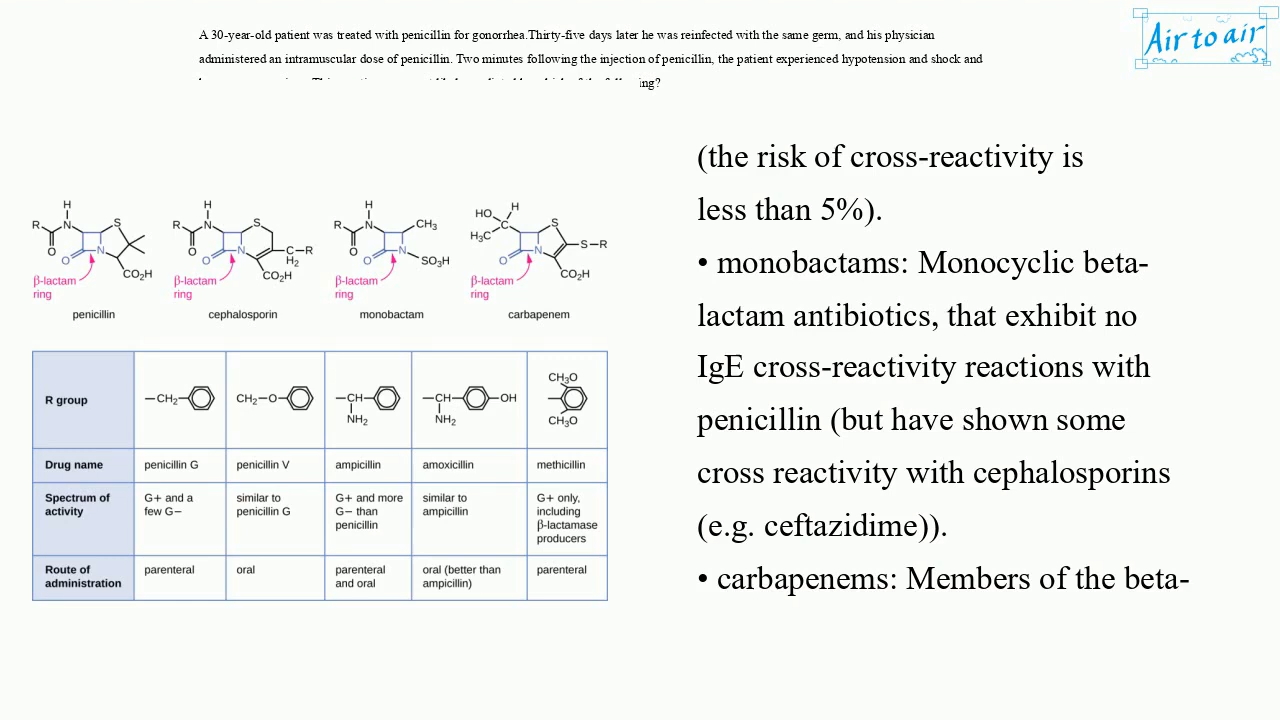 A 30-year-old patient was treated with penicillin for gonorrhea.Thirty-five days later he was reinfected with the same germ, and his physician
administered an intramuscular dose of penicillin. Two minutes following the injection of penicillin, the patient experienced hypotension and shock and
ing?
Air to air
(the risk of cross-reactivity is
less than 5%).
• monobactams: Monocyclic beta-
lactam antibiotics, that exhibit no
IgE cross-reactivity reactions with
penicillin (but have shown some
cross reactivity with cephalosporins
(e.g. ceftazidime)).
• carbapenems: Members of the beta-
H
R
N
S
O
O
N
CO₂H
β-lactam
ring
penicillin
H
R
N
S
O
O
N
C—R
H₂
CO₂H
β-lactam
ring
cephalosporin
H
R
N
CH₃
O
O
N
SO₃H
β-lactam
ring
monobactam
HO
H
C
H₃C
S
S—R
O
N
CO₂H
β-lactam
ring
carbapenem
R group
—CH₂—
CH₂—O—
—CH—
NH₂
—CH—
—OH
NH₂
CH₃O
CH₃O
Drug name
penicillin G
penicillin V
ampicillin
amoxicillin
methicillin
Spectrum of
activity
G+ and a
few G−
similar to
penicillin G
G+ and more
G− than
penicillin
similar to
ampicillin
G+ only,
including
β-lactamase
producers
Route of
administration
parenteral
oral
parenteral
and oral
oral (better than
ampicillin)
parenteral